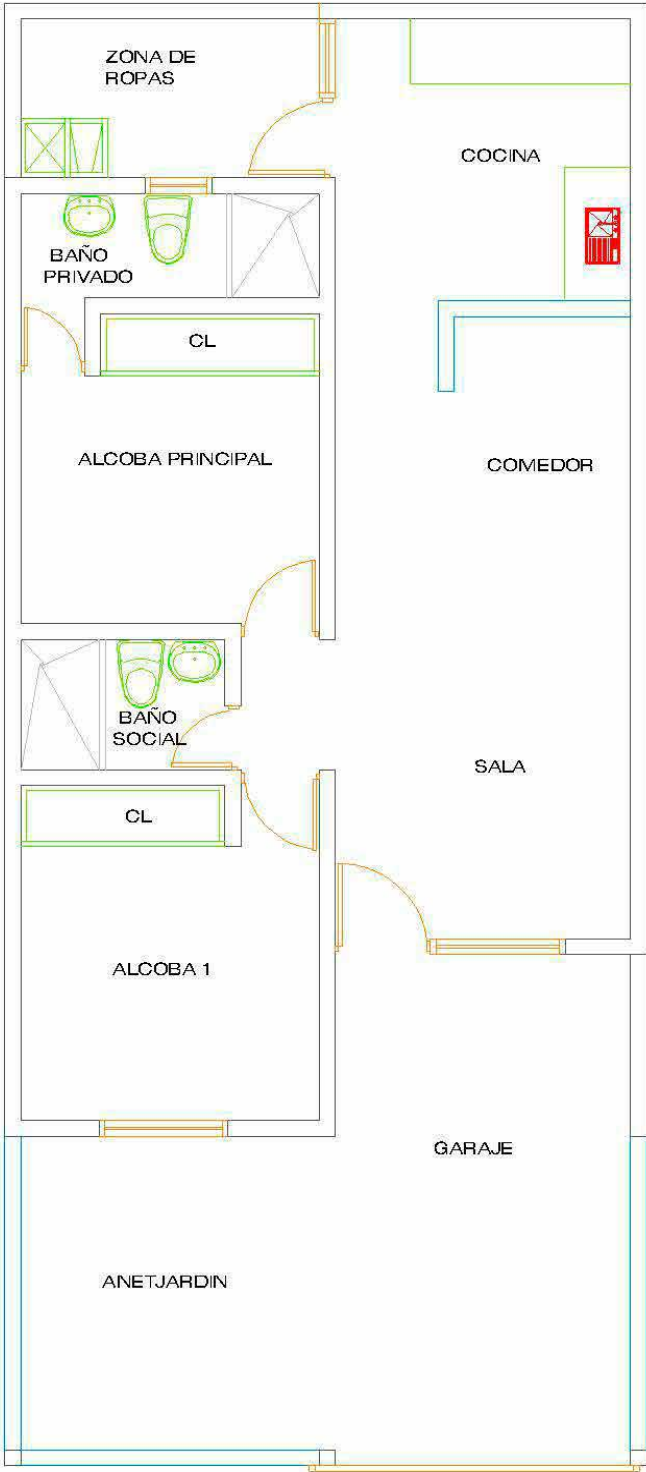 ZONA DE
ROPAS
COCINA
BAÑO
PRIVADO
CL
ALCOBA PRINCIPAL
COMEDOR
BAÑO
SOCIAL
SALA
CL
ALCOBA 1
GARAJE
ANETJARDIN